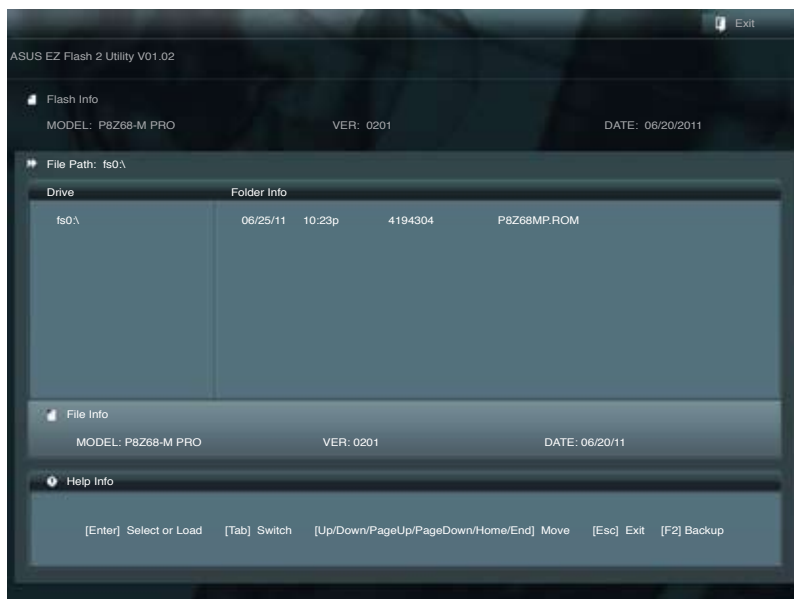 Exit
ASUS EZ Flash 2 Utility V01.02
Flash Info
MODEL: P8Z68-M PRO VER: 0201 DATE: 06/20/2011
File Path: fs0:\
Drive Folder Info
fs0:\ 06/25/11 10:23p 4194304 P8Z68MP.ROM
File Info
MODEL: P8Z68-M PRO VER: 0201 DATE: 06/20/11
Help Info
[Enter] Select or Load [Tab] Switch [Up/Down/PageUp/PageDown/Home/End] Move [Esc] Exit [F2] Backup